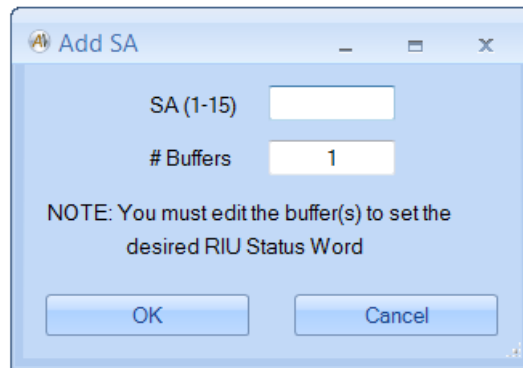 Add SA
SA (1-15)
# Buffers 1
NOTE: You must edit the buffer(s) to set the
desired RIU Status Word
OK Cancel